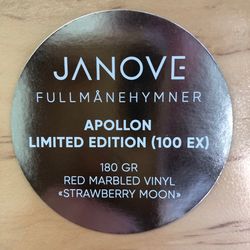 JANOVE
FULLMÅNEHYMNER
APOLLON
LIMITED EDITION (100 EX)
180 GR
RED MARBLED VINYL
«STRAWBERRY MOON»